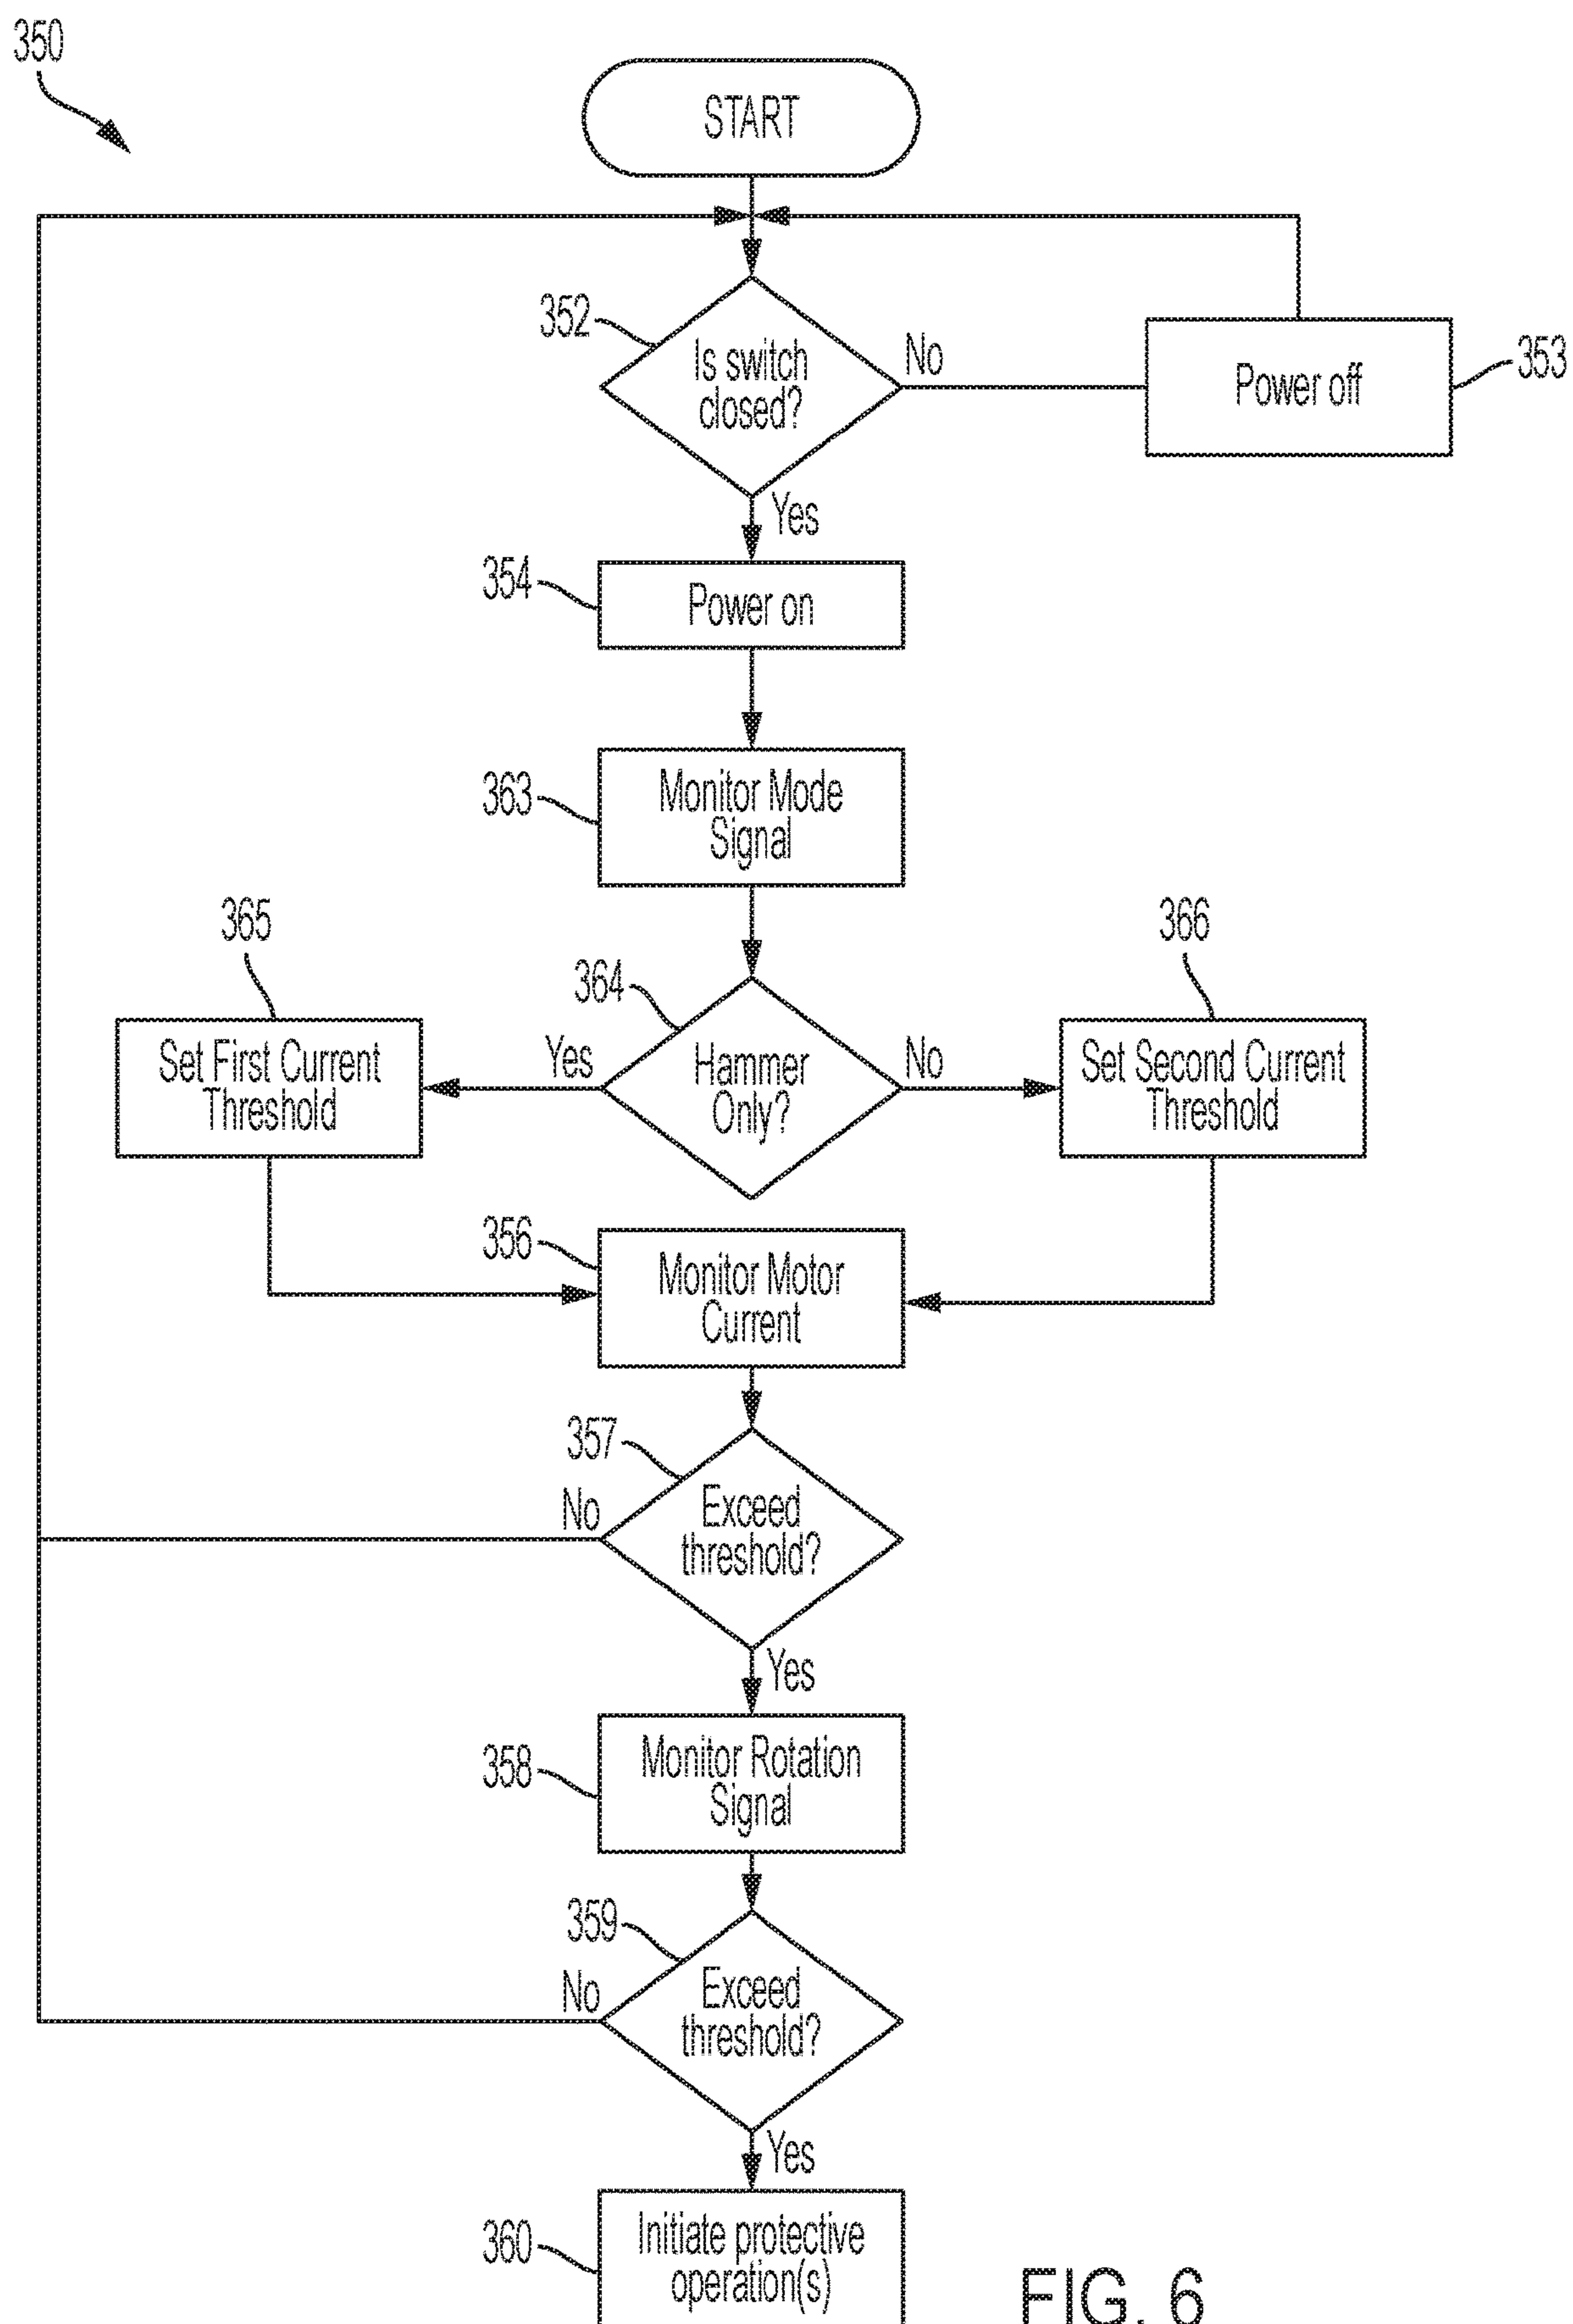 350
START
352
Is switch
closed?
No
Power off
353
Yes
354
Power on
363
Monitor Mode
Signal
365
366
364
Set First Current
Threshold
Yes
Hammer
Only?
No
Set Second Current
Threshold
356
Monitor Motor
Current
357
No
Exceed
threshold?
Yes
358
Monitor Rotation
Signal
359
No
Exceed
threshold?
Yes
360
Initiate protective
operation(s)
FIG. 6